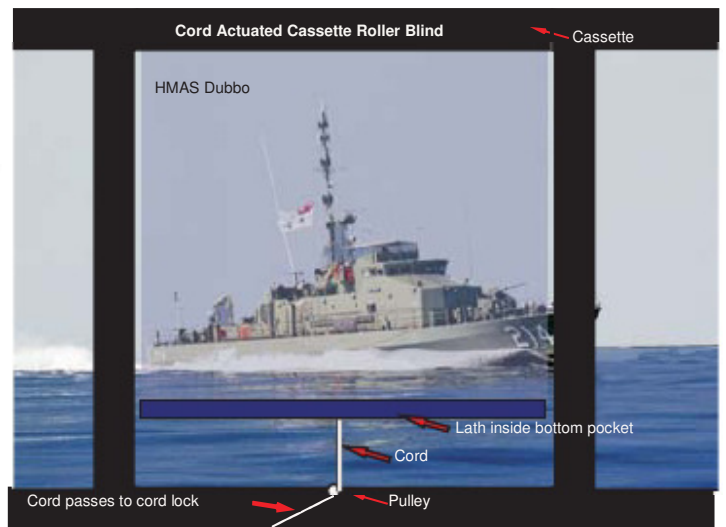 Cord Actuated Cassette Roller Blind
Cassette
HMAS Dubbo
214
Lath inside bottom pocket
Cord
Cord passes to cord lock
Pulley